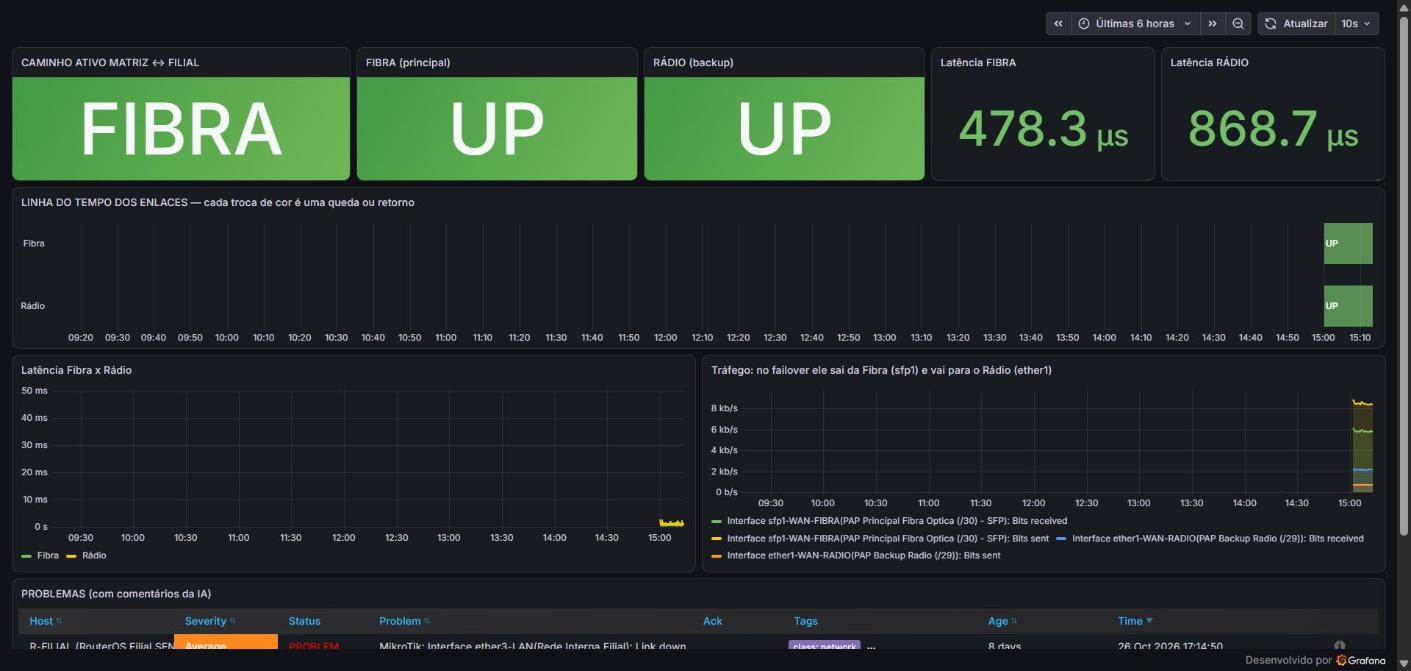 Últimas 6 horas
Atualizar 10s
CAMINHO ATIVO MATRIZ ↔ FILIAL
FIBRA
FIBRA (principal)
UP
RÁDIO (backup)
UP
Latência FIBRA
478.3 µs
Latência RÁDIO
868.7 µs
LINHA DO TEMPO DOS ENLACES — cada troca de cor é uma queda ou retorno
Fibra
UP
Rádio
UP
09:20 09:30 09:40 09:50 10:00 10:10 10:20 10:30 10:40 10:50 11:00 11:10 11:20 11:30 11:40 11:50 12:00 12:10 12:20 12:30 12:40 12:50 13:00 13:10 13:20 13:30 13:40 13:50 14:00 14:10 14:20 14:30 14:40 14:50 15:00 15:10
Latência Fibra x Rádio
50 ms
40 ms
30 ms
20 ms
10 ms
0 s
09:30 10:00 10:30 11:00 11:30 12:00 12:30 13:00 13:30 14:00 14:30 15:00
Fibra Rádio
Tráfego: no failover ele sai da Fibra (sfp1) e vai para o Rádio (ether1)
8 kb/s
6 kb/s
4 kb/s
2 kb/s
0 b/s
09:30 10:00 10:30 11:00 11:30 12:00 12:30 13:00 13:30 14:00 14:30 15:00
Interface sfp1-WAN-FIBRA(PAP Principal Fibra Optica (/30) - SFP): Bits received
Interface sfp1-WAN-FIBRA(PAP Principal Fibra Optica (/30) - SFP): Bits sent Interface ether1-WAN-RADIO(PAP Backup Radio (/29)): Bits received
Interface ether1-WAN-RADIO(PAP Backup Radio (/29)): Bits sent
PROBLEMAS (com comentários da IA)
Host Severity Status Problem Ack Tags Age Time
R-FILIAL (RouterOS Filial SEN Average PROBLEM MikroTik: Interface ether3-LAN(Rede Interna Filial): Link down class: network ... 8 days 26 Oct 2026 17:14:50
Desenvolvido por Grafana